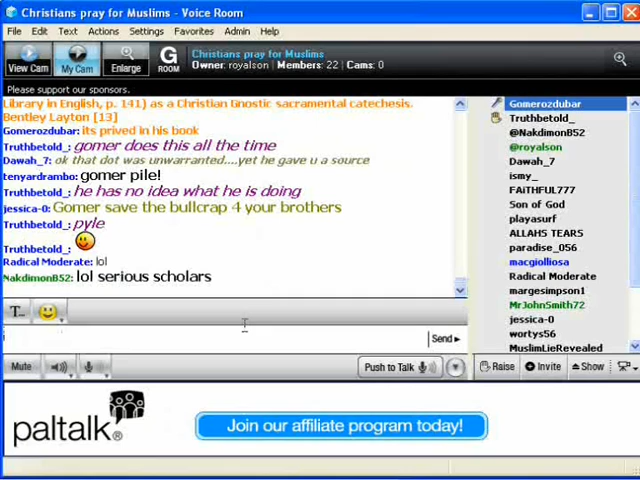 Christians pray for Muslims - Voice Room
File Edit Text Actions Settings Favorites Admin Help
View Cam
My Cam
Enlarge
G
ROOM
Christians pray for Muslims
Owner: royalson | Members: 22 | Cams: 0
Please support our sponsors.
Library in English, p. 141) as a Christian Gnostic sacramental catechesis.
Bentley Layton [13]
Gomerozdubar: its prived in his book
Truthbetold_: gomer does this all the time
Dawah_7: ok that dot was unwarranted....yet he gave u a source
tenyardrambo: gomer pile!
Truthbetold_: he has no idea what he is doing
jessica-0: Gomer save the bullcrap 4 your brothers
Truthbetold_: pyle
Truthbetold_:
Radical Moderate: lol
NakdimonB52: lol serious scholars
Gomerozdubar
Truthbetold_
@NakdimonB52
@royalson
Dawah_7
ismy_
FAiTHFUL777
Son of God
playasurf
ALLAHS TEARS
paradise_056
macgiolliosa
Radical Moderate
margesimpson1
MrJohnSmith72
jessica-0
wortys56
MuslimLieRevealed
T...
Send
Mute
Push to Talk
Raise
Invite
Show
paltalk®
Join our affiliate program today!